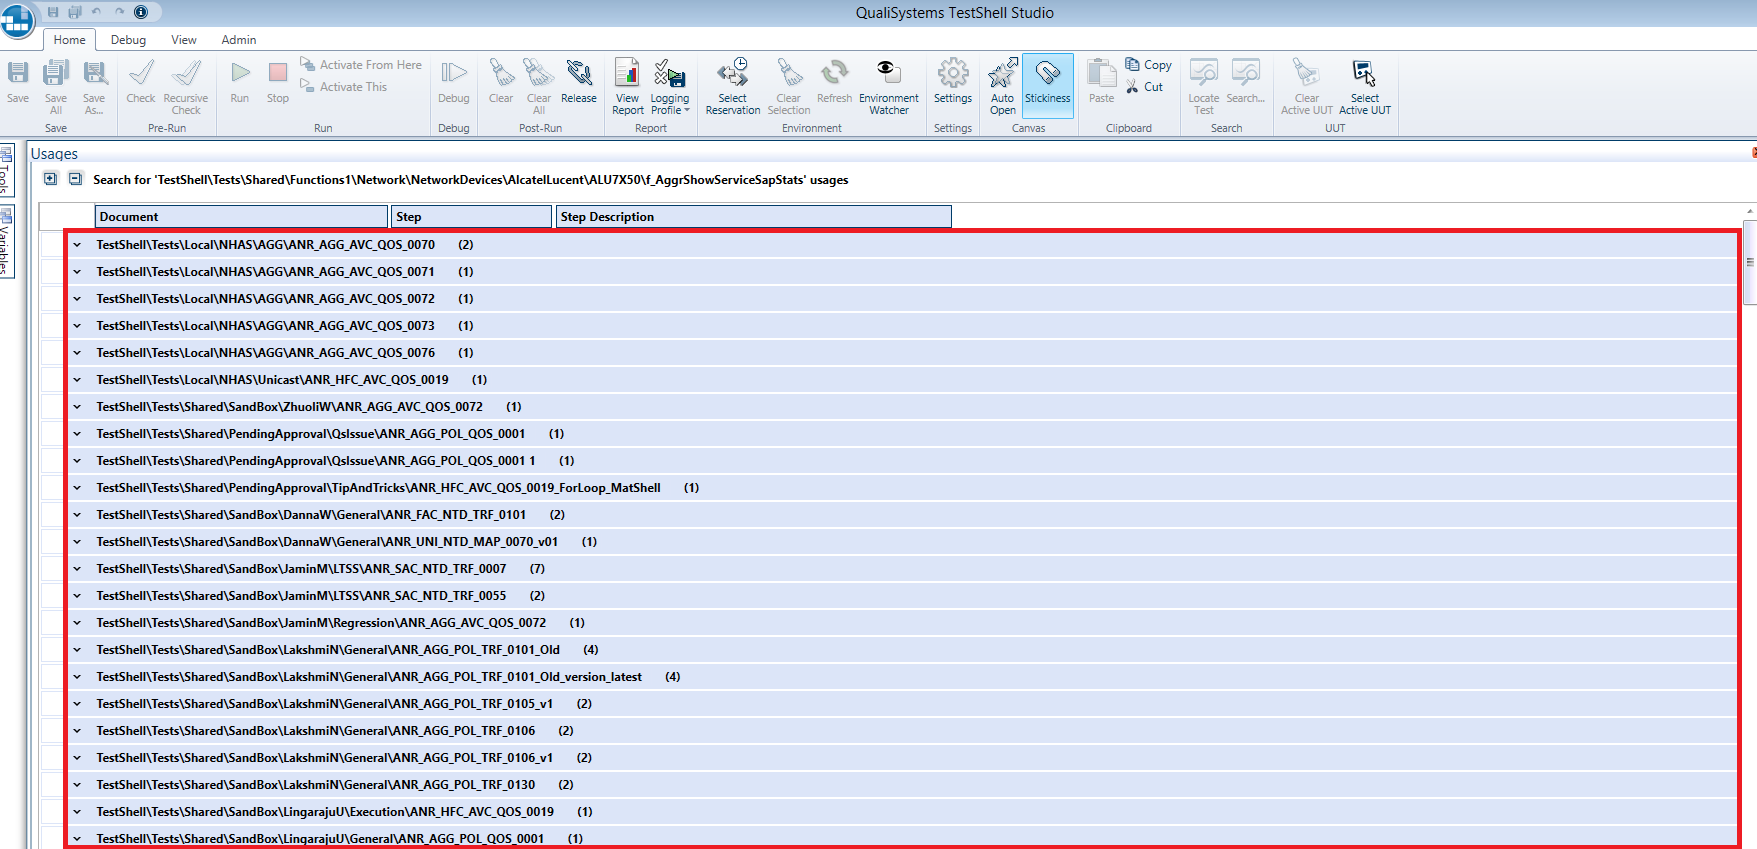 QualiSystems TestShell Studio
Home Debug View Admin
Save
Save All
Save As...
Save
Check
Recursive Check
Pre-Run
Run
Stop
Activate From Here
Activate This
Run
Debug
Debug
Clear
Clear All
Release
Post-Run
View Report
Logging Profile
Report
Select Reservation
Clear Selection
Refresh
Environment Watcher
Environment
Settings
Settings
Auto Open
Stickiness
Canvas
Paste
Copy
Cut
Clipboard
Locate Test
Search...
Search
Clear Active UUT
Select Active UUT
UUT
Tools
Variables
Usages
Search for 'TestShell\Tests\Shared\Functions1\Network\NetworkDevices\AlcatelLucent\ALU7X50\f_AggrShowServiceSapStats' usages
Document Step Step Description
TestShell\Tests\Local\NHAS\AGG\ANR_AGG_AVC_QOS_0070 (2)
TestShell\Tests\Local\NHAS\AGG\ANR_AGG_AVC_QOS_0071 (1)
TestShell\Tests\Local\NHAS\AGG\ANR_AGG_AVC_QOS_0072 (1)
TestShell\Tests\Local\NHAS\AGG\ANR_AGG_AVC_QOS_0073 (1)
TestShell\Tests\Local\NHAS\AGG\ANR_AGG_AVC_QOS_0076 (1)
TestShell\Tests\Local\NHAS\Unicast\ANR_HFC_AVC_QOS_0019 (1)
TestShell\Tests\Shared\SandBox\ZhuoliW\ANR_AGG_AVC_QOS_0072 (1)
TestShell\Tests\Shared\PendingApproval\QsIssue\ANR_AGG_POL_QOS_0001 (1)
TestShell\Tests\Shared\PendingApproval\QsIssue\ANR_AGG_POL_QOS_0001 1 (1)
TestShell\Tests\Shared\PendingApproval\TipAndTricks\ANR_HFC_AVC_QOS_0019_ForLoop_MatShell (1)
TestShell\Tests\Shared\SandBox\DannaW\General\ANR_FAC_NTD_TRF_0101 (2)
TestShell\Tests\Shared\SandBox\DannaW\General\ANR_UNI_NTD_MAP_0070_v01 (1)
TestShell\Tests\Shared\SandBox\JaminM\LTSS\ANR_SAC_NTD_TRF_0007 (7)
TestShell\Tests\Shared\SandBox\JaminM\LTSS\ANR_SAC_NTD_TRF_0055 (2)
TestShell\Tests\Shared\SandBox\JaminM\Regression\ANR_AGG_AVC_QOS_0072 (1)
TestShell\Tests\Shared\SandBox\LakshmiN\General\ANR_AGG_POL_TRF_0101_Old (4)
TestShell\Tests\Shared\SandBox\LakshmiN\General\ANR_AGG_POL_TRF_0101_Old_version_latest (4)
TestShell\Tests\Shared\SandBox\LakshmiN\General\ANR_AGG_POL_TRF_0105_v1 (2)
TestShell\Tests\Shared\SandBox\LakshmiN\General\ANR_AGG_POL_TRF_0106 (2)
TestShell\Tests\Shared\SandBox\LakshmiN\General\ANR_AGG_POL_TRF_0106_v1 (2)
TestShell\Tests\Shared\SandBox\LakshmiN\General\ANR_AGG_POL_TRF_0130 (2)
TestShell\Tests\Shared\SandBox\LingarajuU\Execution\ANR_HFC_AVC_QOS_0019 (1)
TestShell\Tests\Shared\SandBox\LingarajuU\General\ANR_AGG_POL_QOS_0001 (1)